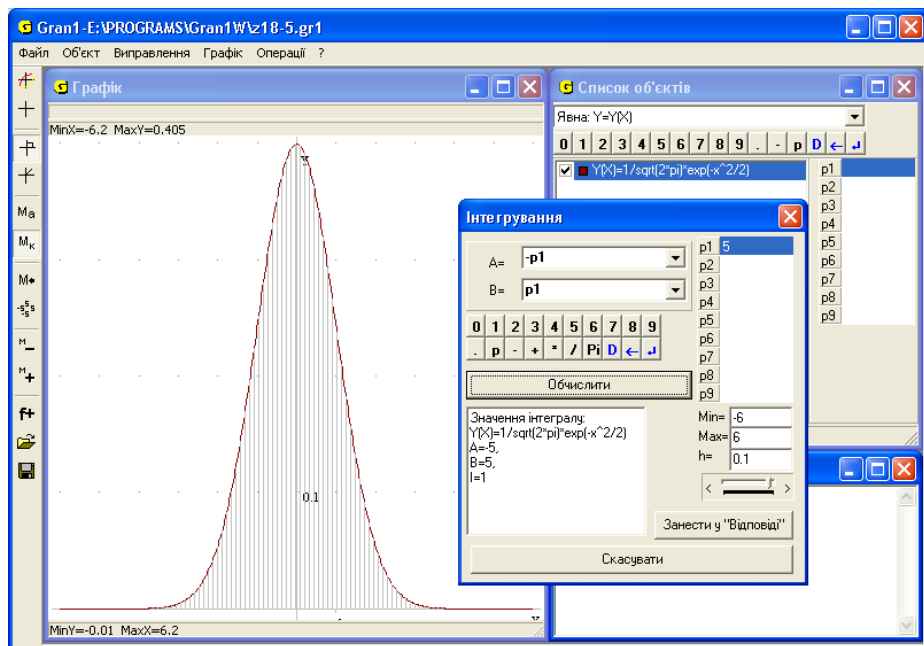 Gran1-E:\PROGRAMS\Gran1W\z18-5.gr1
Файл Об'єкт Виправлення Графік Операції ?
Графік
MinX=-6.2 MaxY=0.405
Y
0.1
x
MinY=-0.01 MaxX=6.2
Ma
Мк
M*
-555
M_
M+
f+
Список об'єктів
Явна: Y=Y(X)
0 1 2 3 4 5 6 7 8 9 . - p D ← ↲
Y(X)=1/sqrt(2*pi)*exp(-x^2/2)
p1
p2
p3
p4
p5
p6
p7
p8
p9
Інтегрування
A= -p1
B= p1
0 1 2 3 4 5 6 7 8 9
. p - + * / Pi D ← ↲
Обчислити
p1 5
p2
p3
p4
p5
p6
p7
p8
p9
Значення інтегралу:
Y(X)=1/sqrt(2*pi)*exp(-x^2/2)
A=-5,
B=5,
I=1
Min= -6
Max= 6
h= 0.1
< >
Занести у "Відповіді"
Скасувати